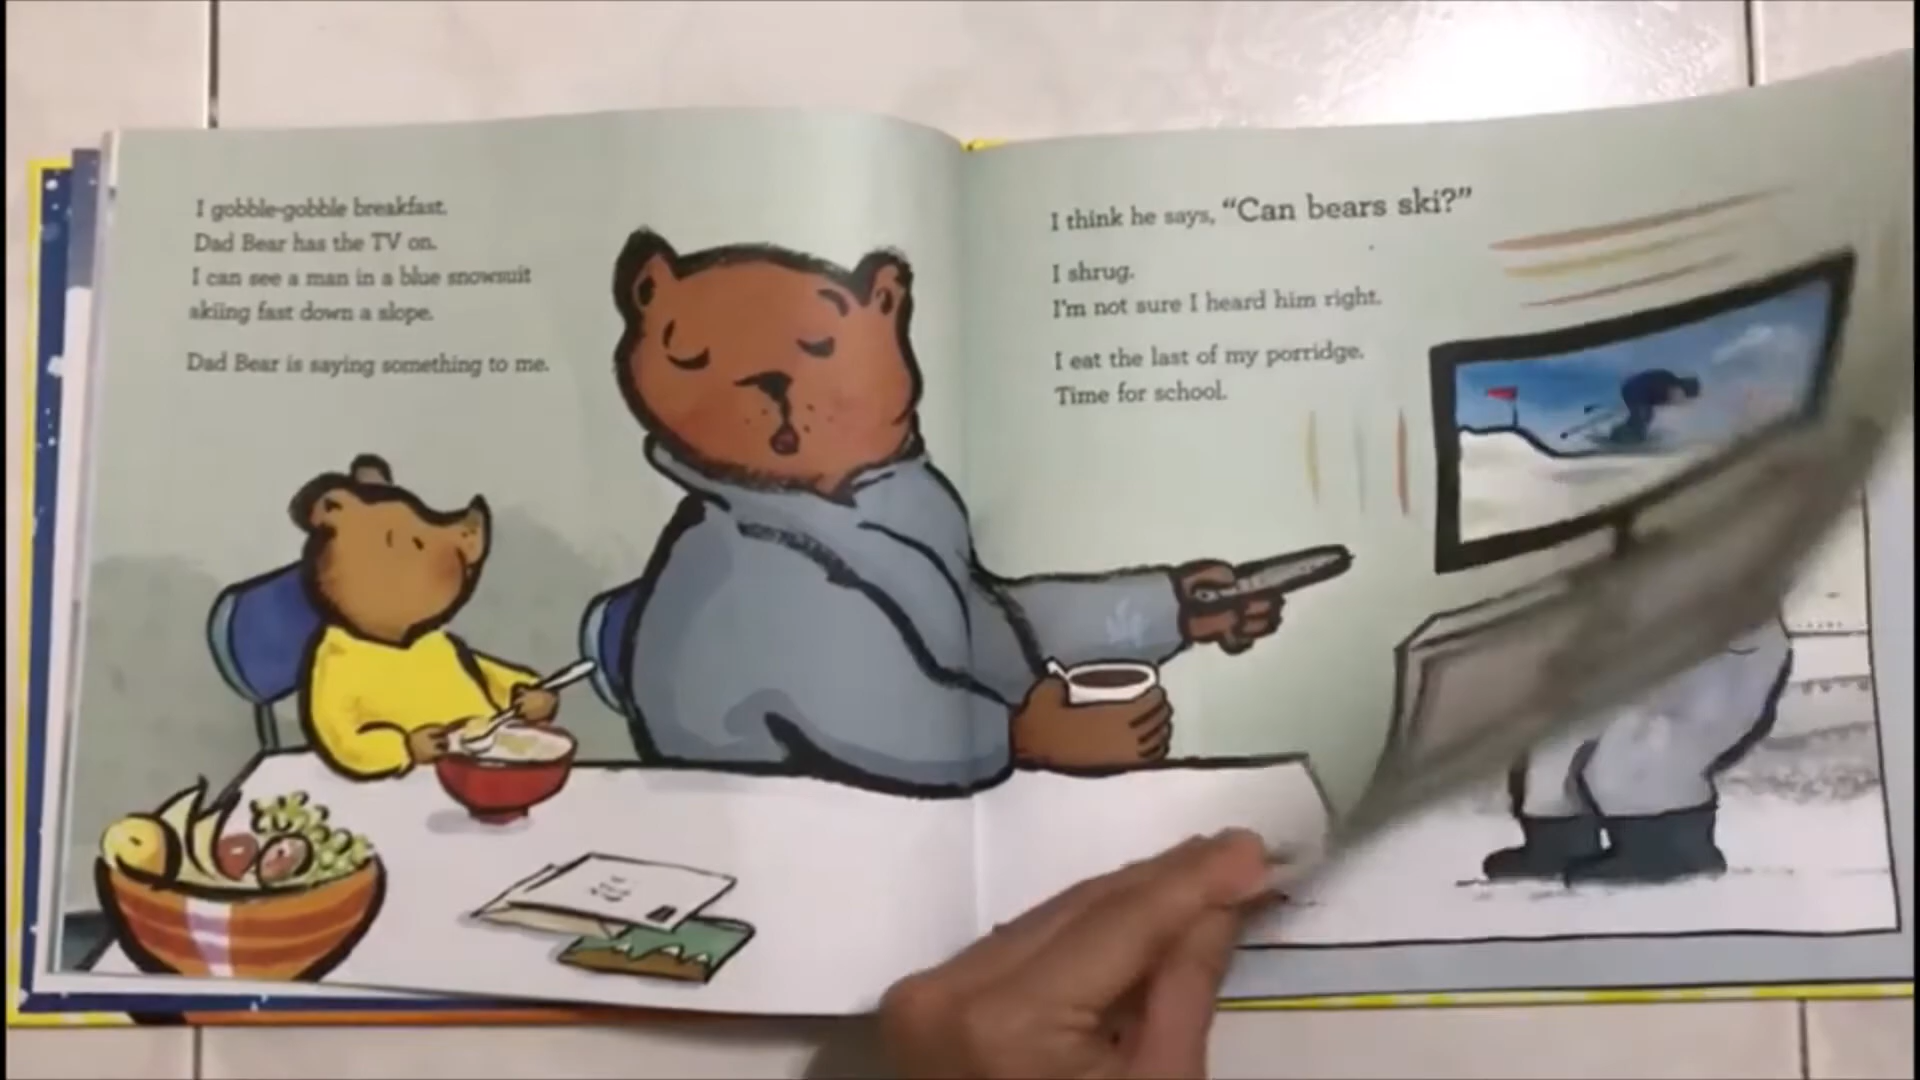 I gobble-gobble breakfast.
Dad Bear has the TV on.
I can see a man in a blue snowsuit
skiing fast down a slope.
Dad Bear is saying something to me.
I think he says, “Can bears ski?”
I shrug.
I'm not sure I heard him right.
I eat the last of my porridge.
Time for school.